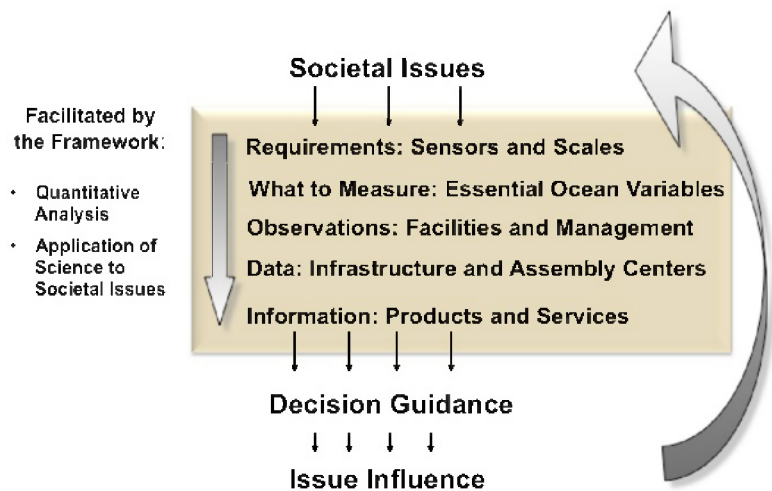 Societal Issues
Facilitated by
the Framework:
• Quantitative
Analysis
• Application of
Science to
Societal Issues
Requirements: Sensors and Scales
What to Measure: Essential Ocean Variables
Observations: Facilities and Management
Data: Infrastructure and Assembly Centers
Information: Products and Services
Decision Guidance
Issue Influence